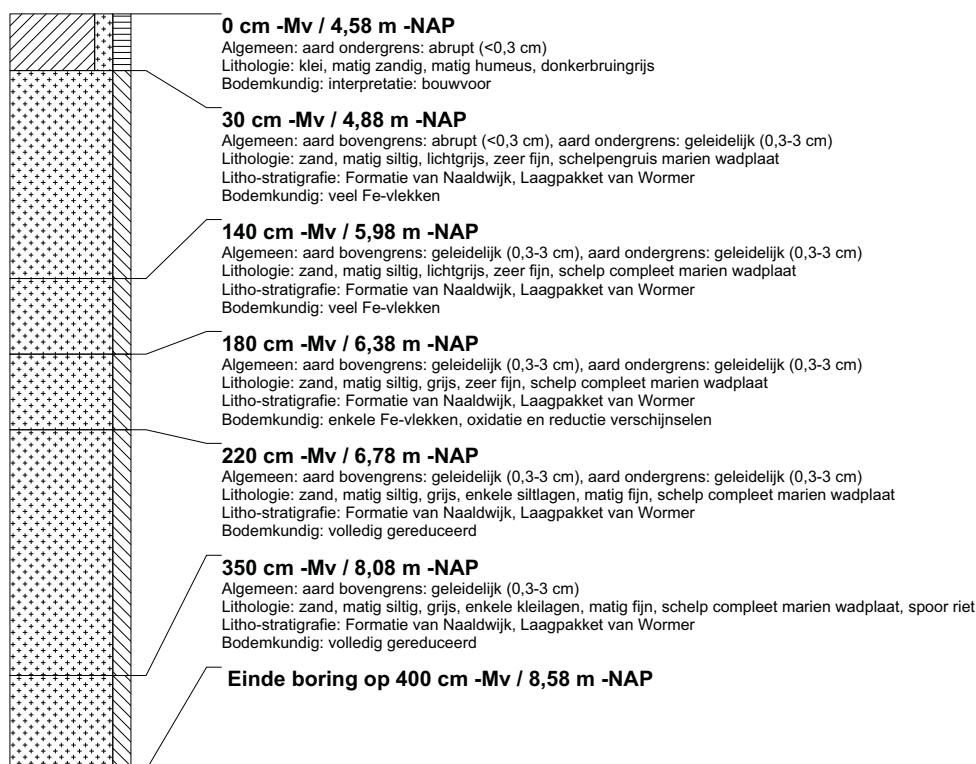 0 cm -Mv / 4,58 m -NAP
Algemeen: aard ondergrens: abrupt (<0,3 cm)
Lithologie: klei, matig zandig, matig humeus, donkerbruingrijs
Bodemkundig: interpretatie: bouwvoor
30 cm -Mv / 4,88 m -NAP
Algemeen: aard bovengrens: abrupt (<0,3 cm), aard ondergrens: geleidelijk (0,3-3 cm)
Lithologie: zand, matig siltig, lichtgrijs, zeer fijn, schelpengruis marien wadplaat
Litho-stratigrafie: Formatie van Naaldwijk, Laagpakket van Wormer
Bodemkundig: veel Fe-vlekken
140 cm -Mv / 5,98 m -NAP
Algemeen: aard bovengrens: geleidelijk (0,3-3 cm), aard ondergrens: geleidelijk (0,3-3 cm)
Lithologie: zand, matig siltig, lichtgrijs, zeer fijn, schelp compleet marien wadplaat
Litho-stratigrafie: Formatie van Naaldwijk, Laagpakket van Wormer
Bodemkundig: veel Fe-vlekken
180 cm -Mv / 6,38 m -NAP
Algemeen: aard bovengrens: geleidelijk (0,3-3 cm), aard ondergrens: geleidelijk (0,3-3 cm)
Lithologie: zand, matig siltig, grijs, zeer fijn, schelp compleet marien wadplaat
Litho-stratigrafie: Formatie van Naaldwijk, Laagpakket van Wormer
Bodemkundig: enkele Fe-vlekken, oxidatie en reductie verschijnselen
220 cm -Mv / 6,78 m -NAP
Algemeen: aard bovengrens: geleidelijk (0,3-3 cm), aard ondergrens: geleidelijk (0,3-3 cm)
Lithologie: zand, matig siltig, grijs, enkele siltlagen, matig fijn, schelp compleet marien wadplaat
Litho-stratigrafie: Formatie van Naaldwijk, Laagpakket van Wormer
Bodemkundig: volledig gereduceerd
350 cm -Mv / 8,08 m -NAP
Algemeen: aard bovengrens: geleidelijk (0,3-3 cm)
Lithologie: zand, matig siltig, grijs, enkele kleilagen, matig fijn, schelp compleet marien wadplaat, spoor riet
Litho-stratigrafie: Formatie van Naaldwijk, Laagpakket van Wormer
Bodemkundig: volledig gereduceerd
Einde boring op 400 cm -Mv / 8,58 m -NAP